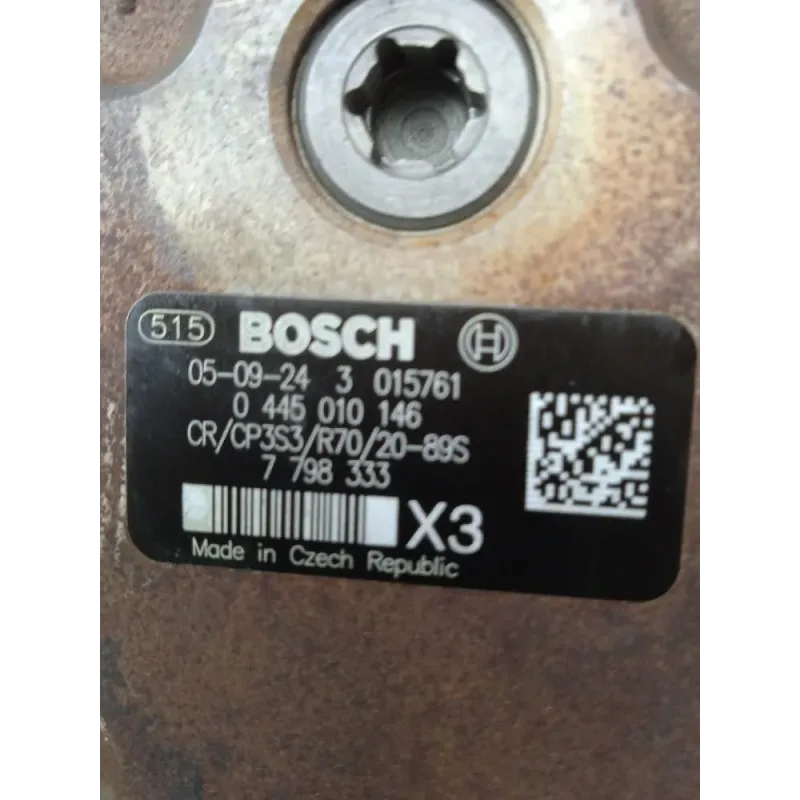 515 BOSCH
05-09-24 3 015761
0 445 010 146
CR/CP3S3/R70/20-89S
7 798 333
X3
Made in Czech Republic